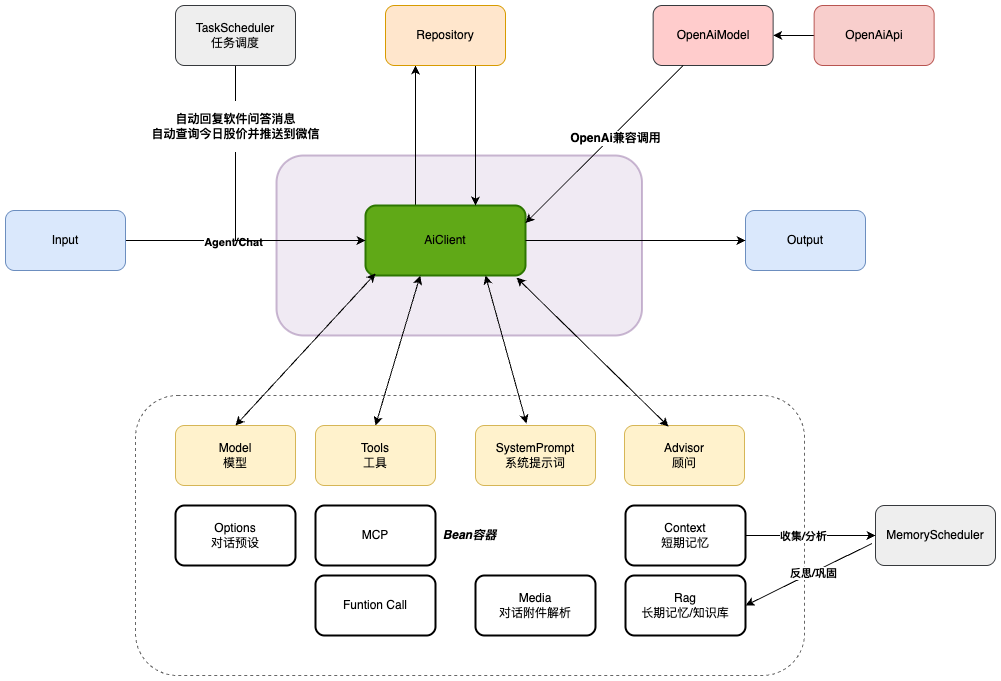 TaskScheduler
任务调度
Repository
OpenAiModel
OpenAiApi
自动回复软件问答消息
自动查询今日股价并推送到微信
OpenAi兼容调用
Input
Agent/Chat
AiClient
Output
Model
模型
Tools
工具
SystemPrompt
系统提示词
Advisor
顾问
Options
对话预设
MCP
Bean容器
Context
短期记忆
收集/分析
MemoryScheduler
反思/巩固
Funtion Call
Media
对话附件解析
Rag
长期记忆/知识库